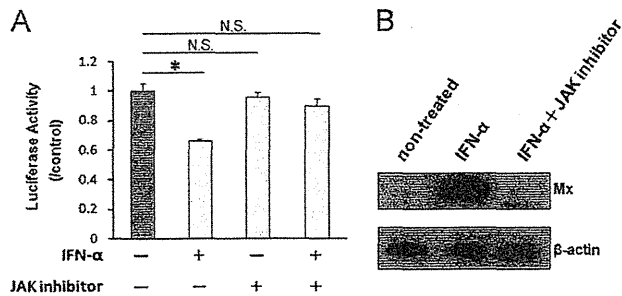 A
B
N.S.
N.S.
*
1.2
1
0.8
0.6
0.4
0.2
0
Luciferase Activity
(/control)
IFN-α − + − +
JAK inhibitor − − + +
non-treated
IFN-α
IFN-α+JAK inhibitor
Mx
β-actin